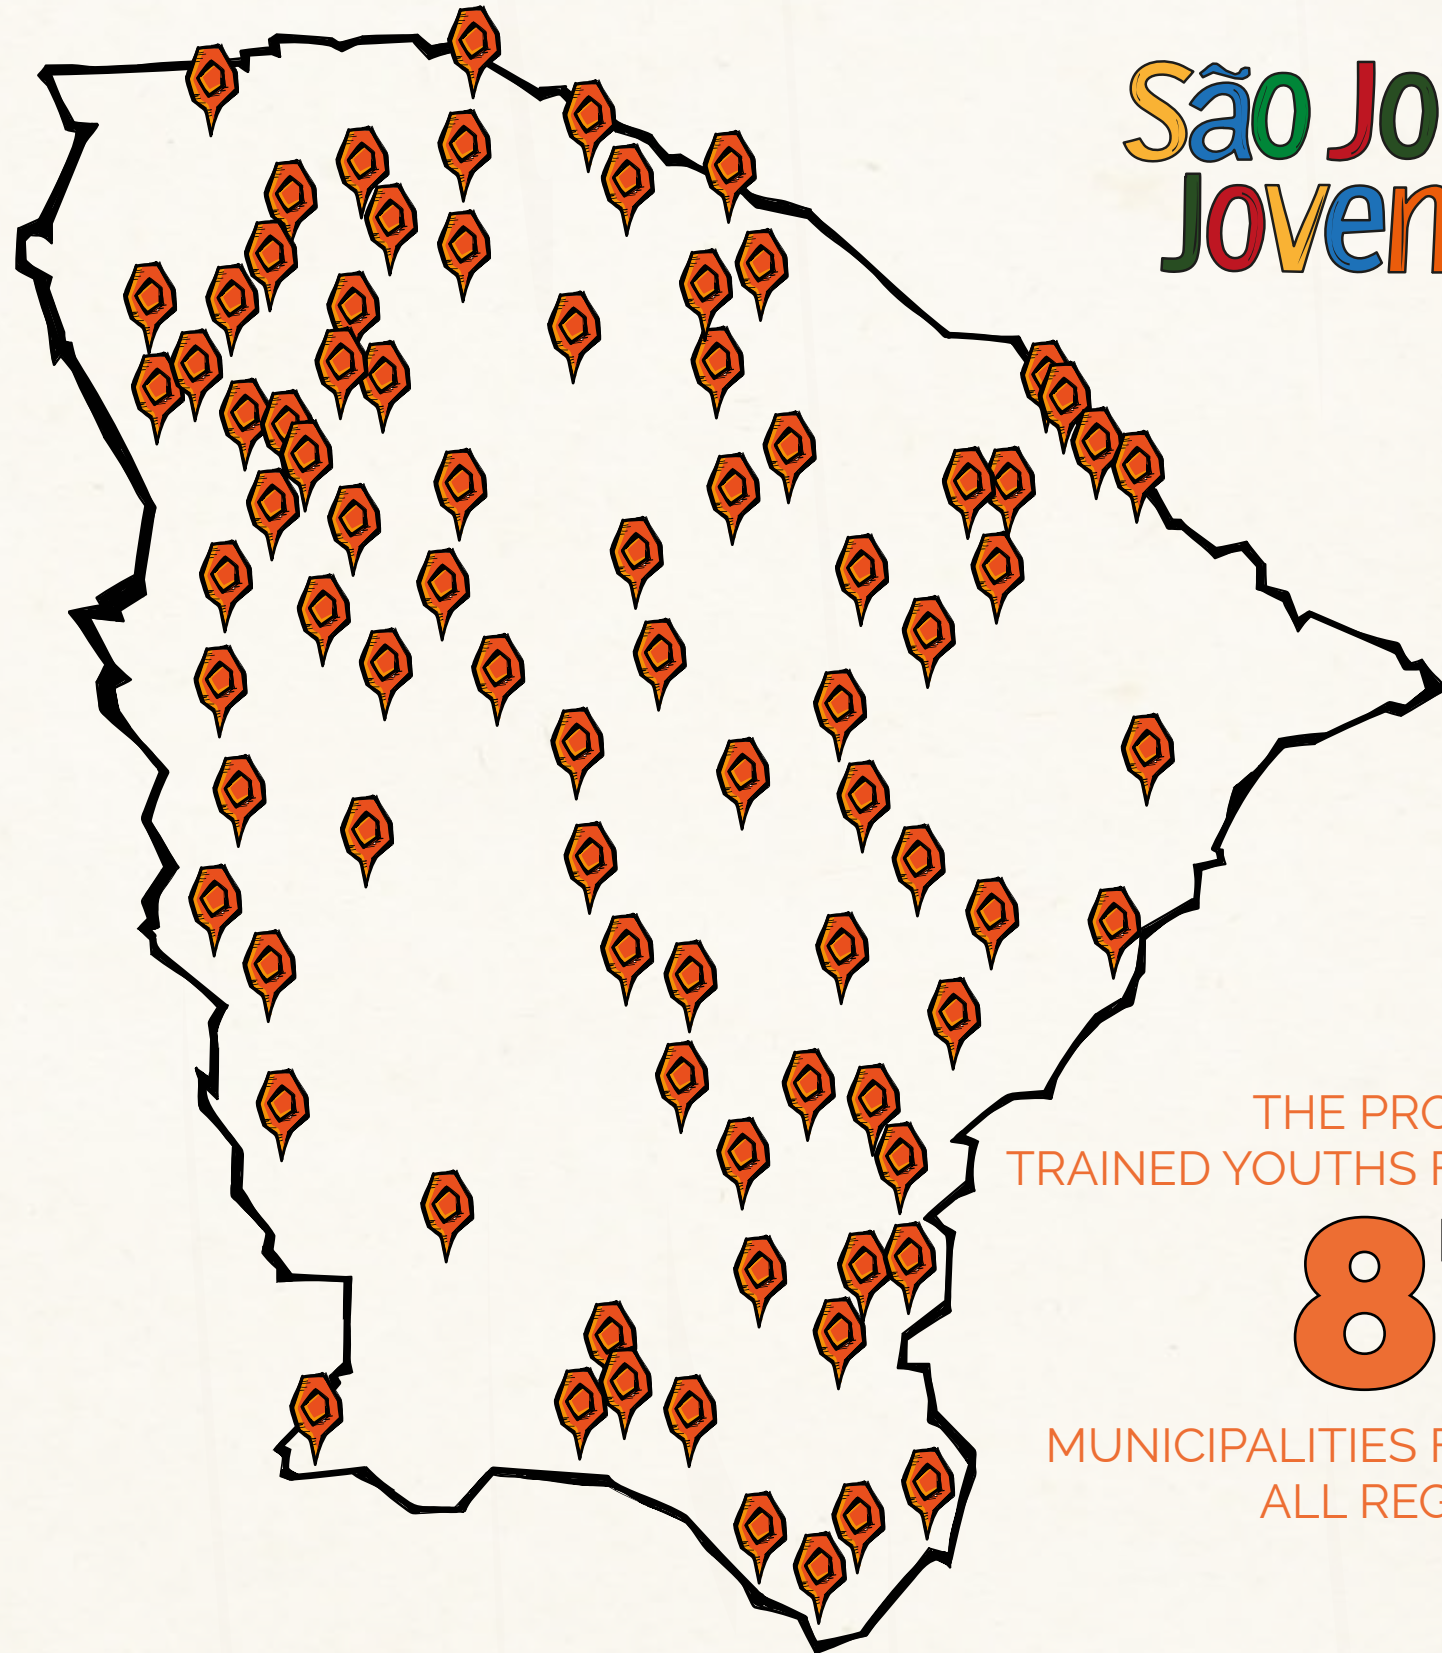 São Jo
Joven
THE PRO
TRAINED YOUTHS F
8
MUNICIPALITIES F
ALL REG